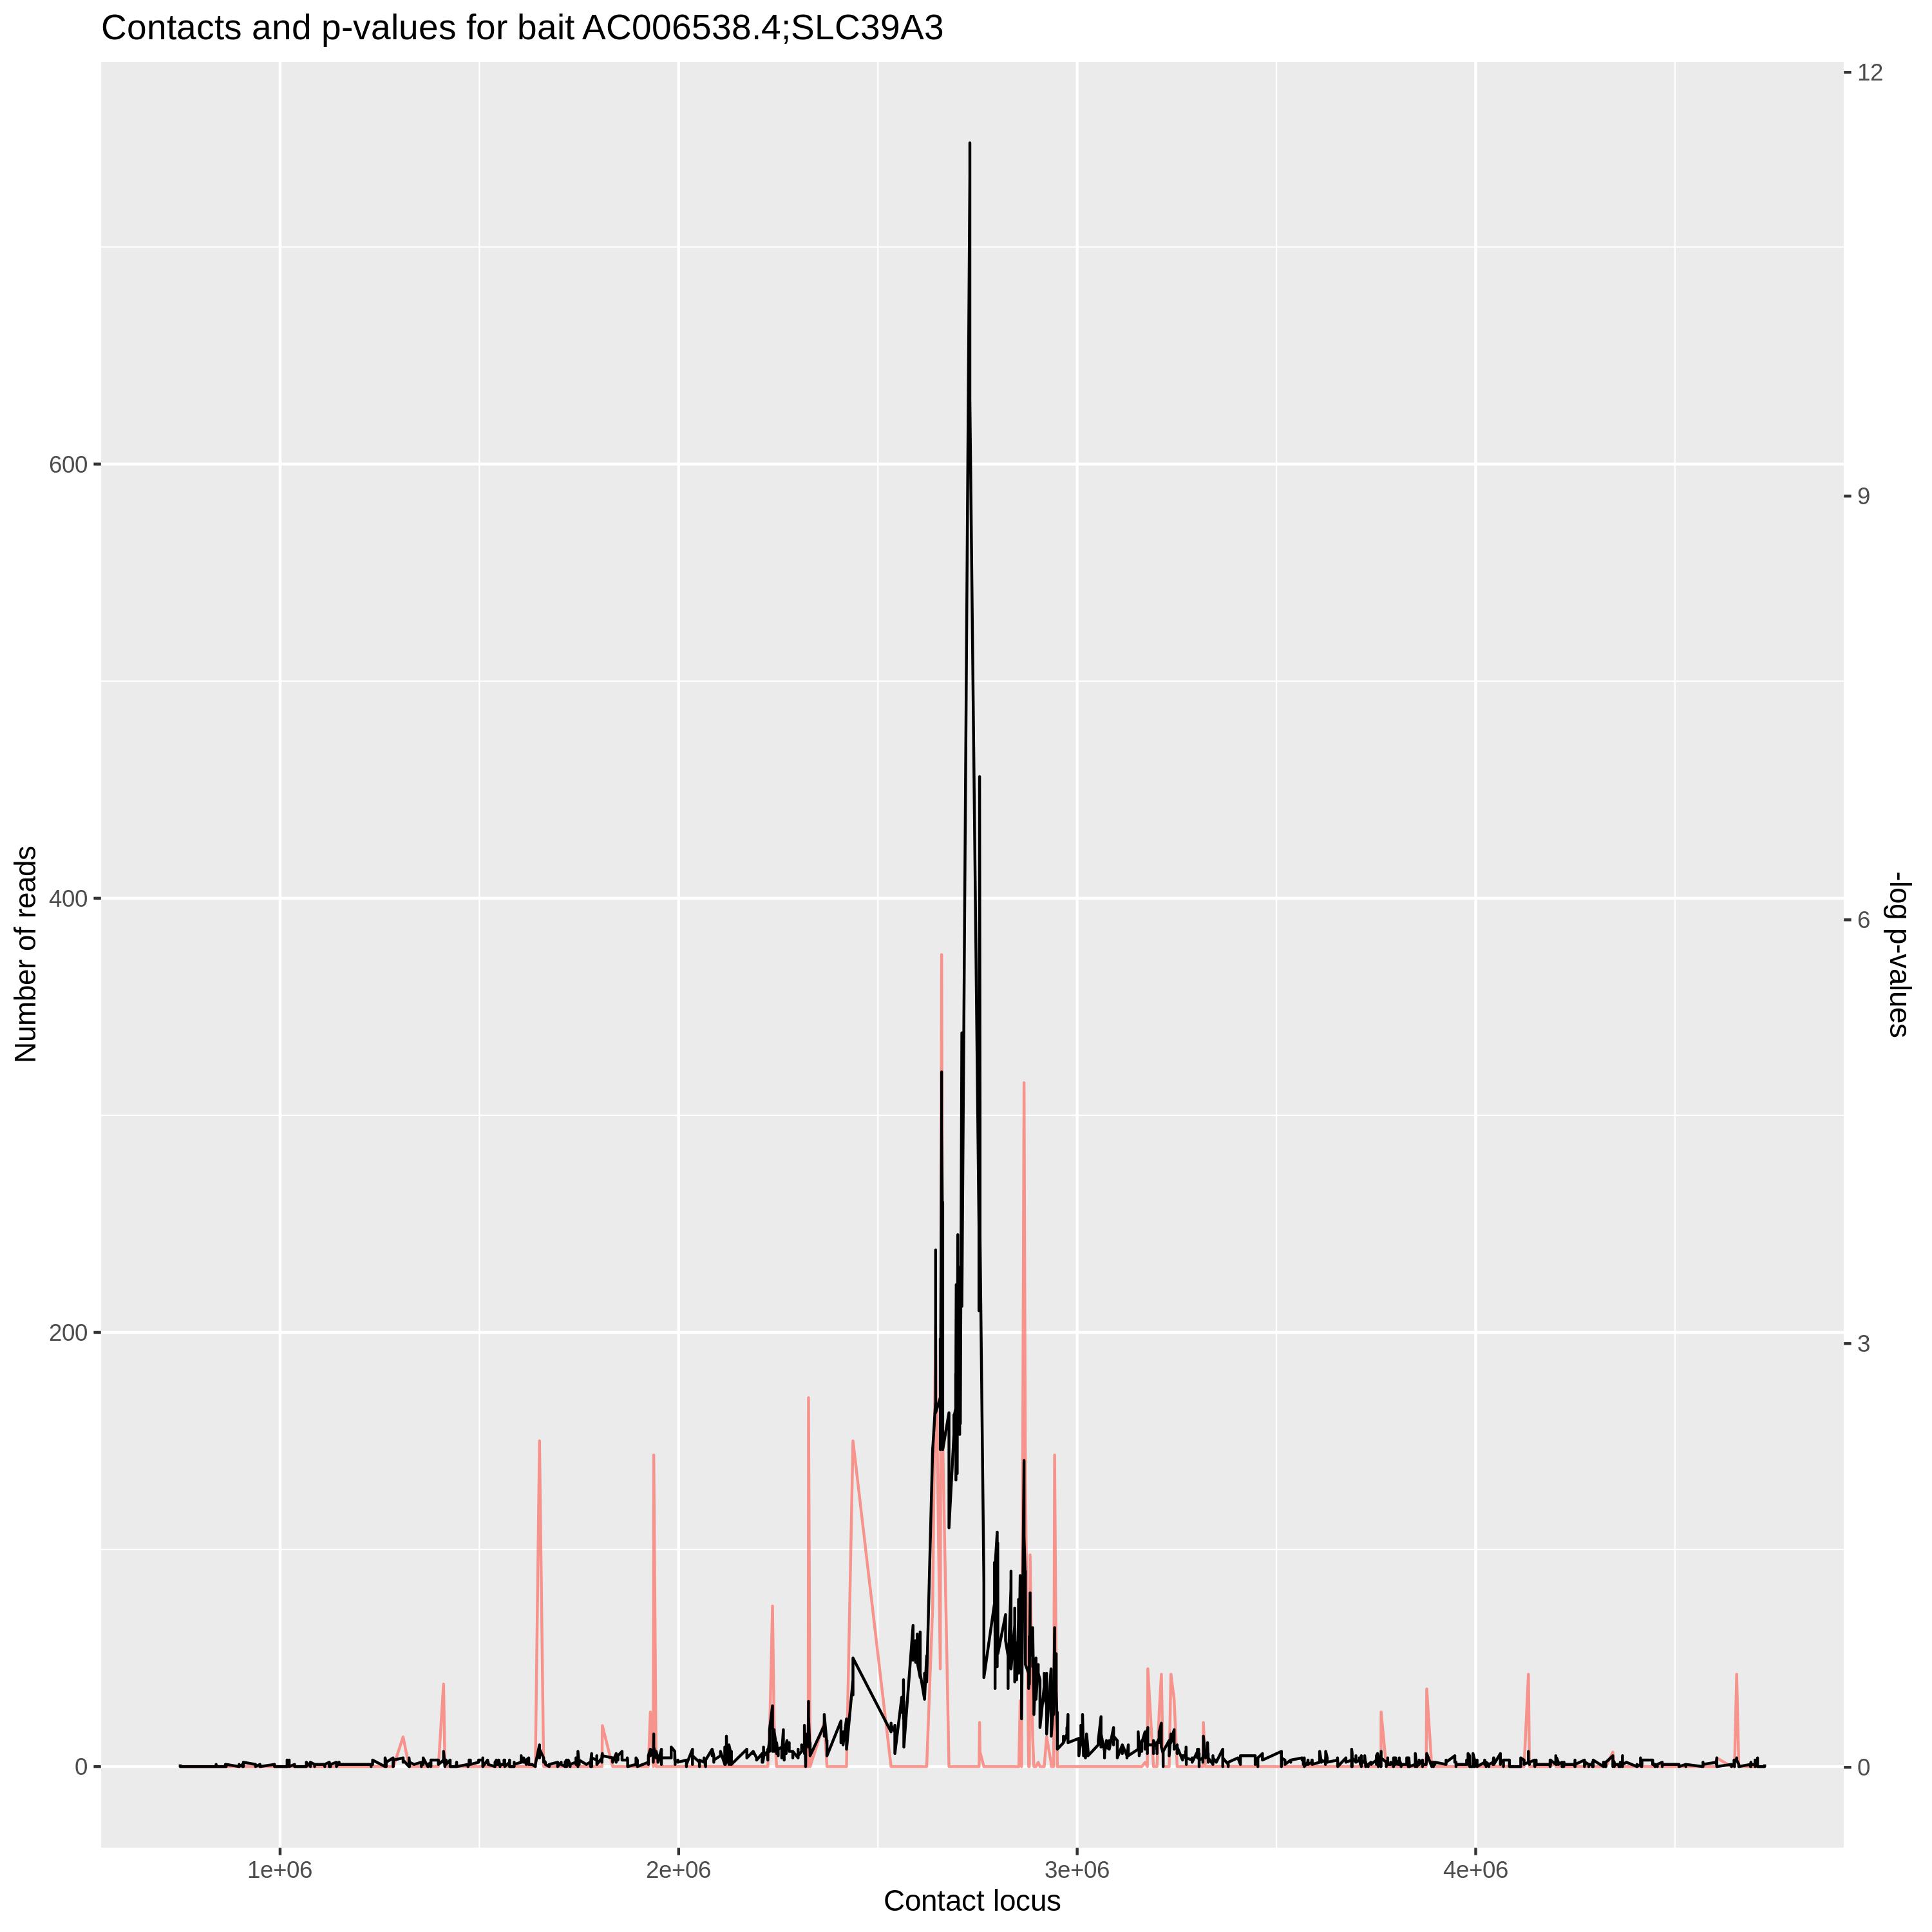 Contacts and p-values for bait AC006538.4;SLC39A3
12
600
9
400
6
200
3
0
0
Number of reads
-log p-values
1e+06
2e+06
3e+06
4e+06
Contact locus